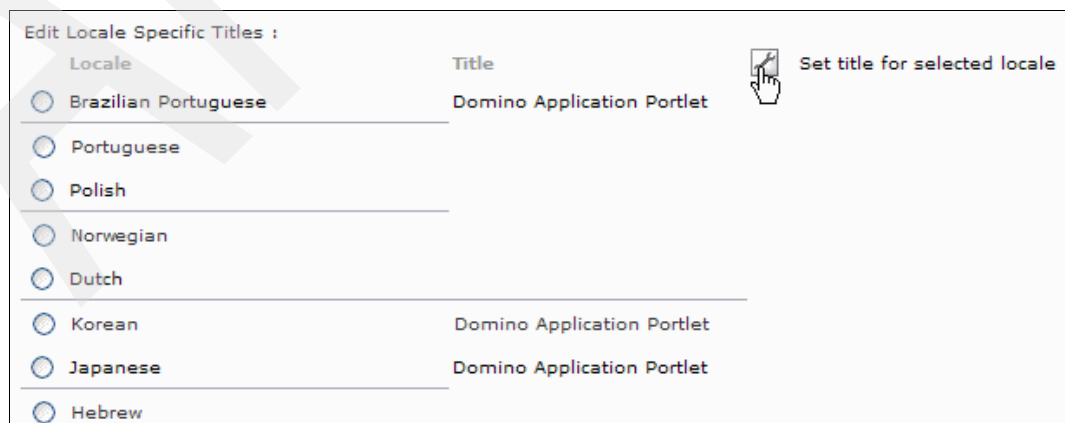 Edit Locale Specific Titles :
Locale Title Set title for selected locale
Brazilian Portuguese Domino Application Portlet
Portuguese
Polish
Norwegian
Dutch
Korean Domino Application Portlet
Japanese Domino Application Portlet
Hebrew